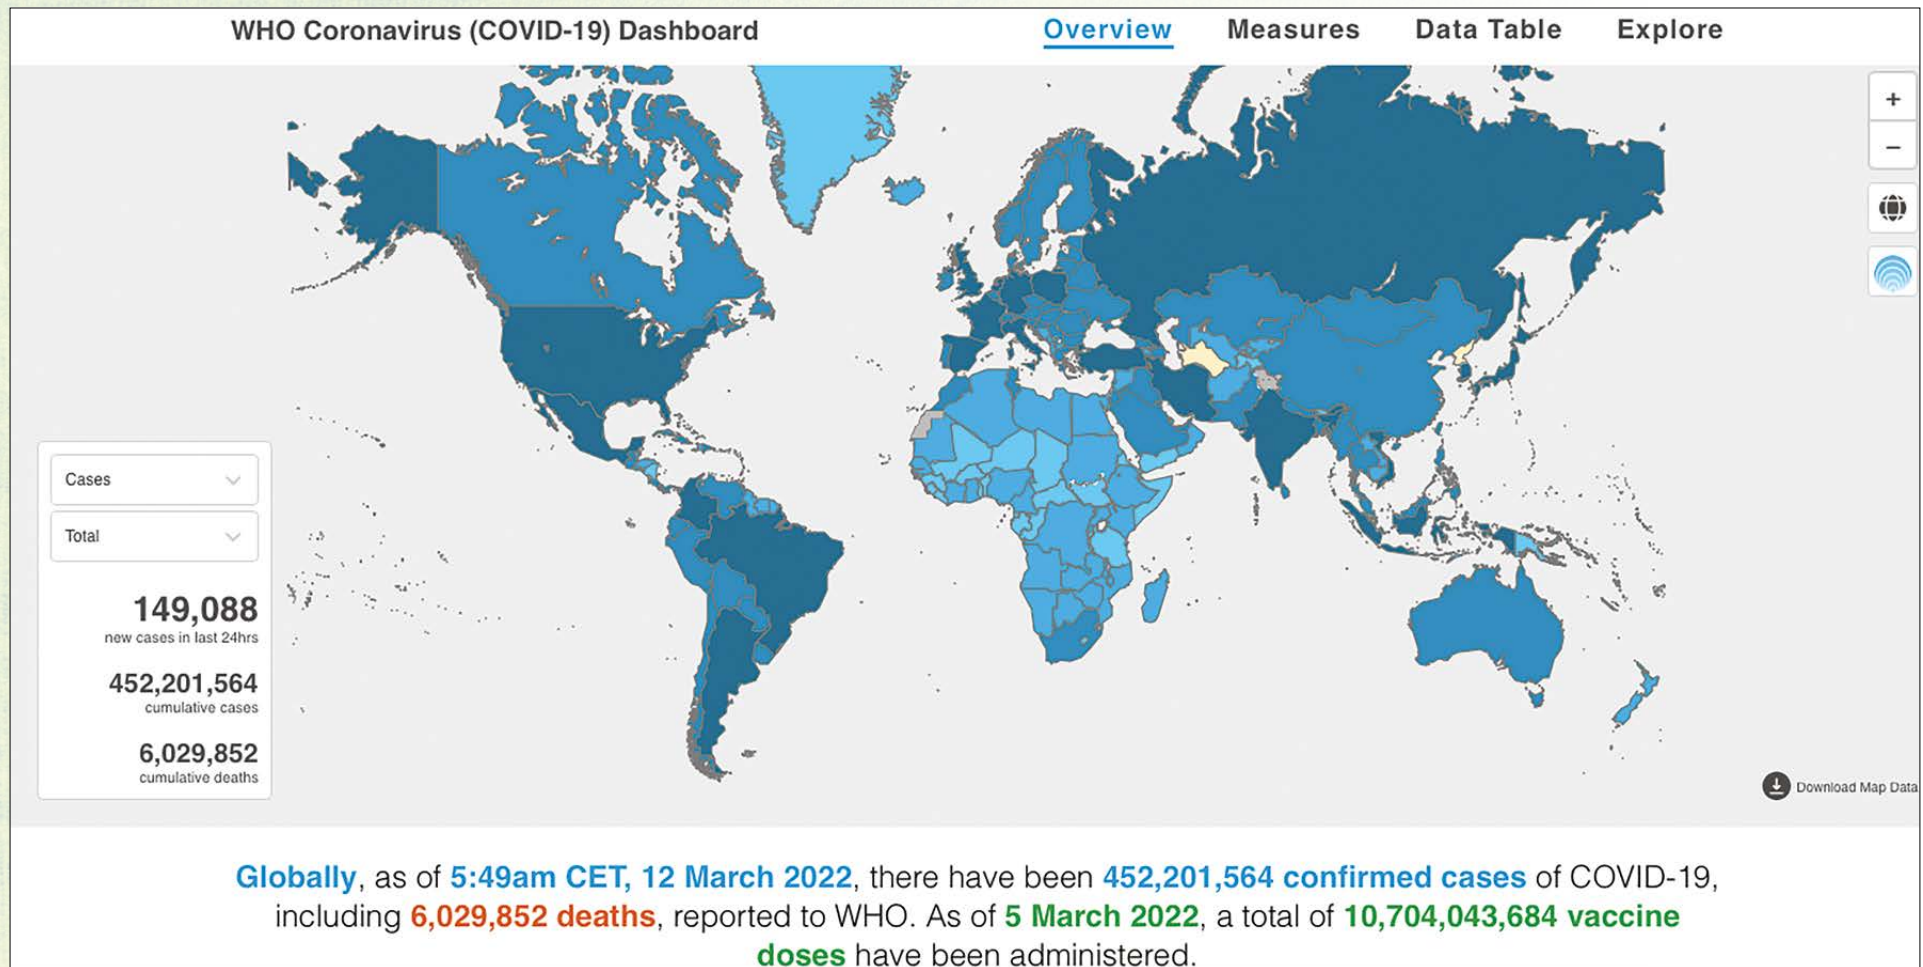 WHO Coronavirus (COVID-19) Dashboard
Overview
Measures
Data Table
Explore
+
−
Cases
Total
149,088
new cases in last 24hrs
452,201,564
cumulative cases
6,029,852
cumulative deaths
Download Map Data
Globally, as of 5:49am CET, 12 March 2022, there have been 452,201,564 confirmed cases of COVID-19,
including 6,029,852 deaths, reported to WHO. As of 5 March 2022, a total of 10,704,043,684 vaccine
doses have been administered.